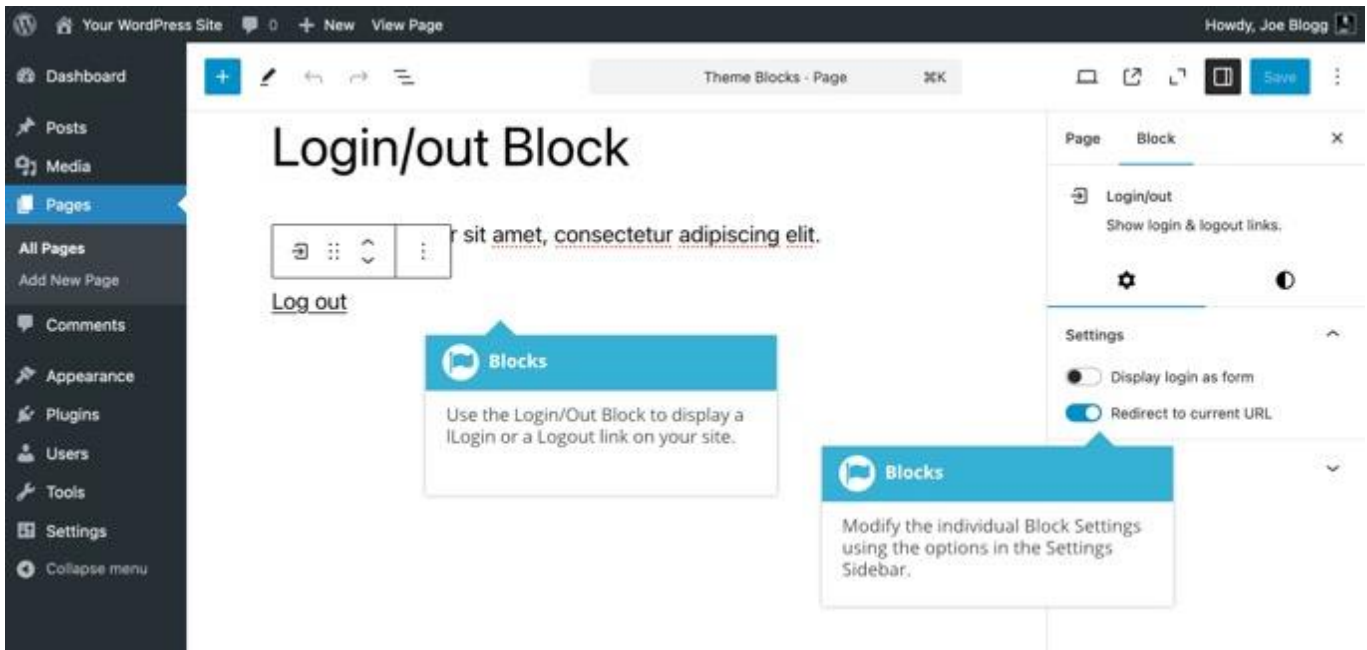 Your WordPress Site 0 + New View Page Howdy, Joe Blogg
Dashboard
Posts
Media
Pages
All Pages
Add New Page
Comments
Appearance
Plugins
Users
Tools
Settings
Collapse menu
Theme Blocks - Page ⌘K
Save
Login/out Block
r sit amet, consectetur adipiscing elit.
Log out
Blocks
Use the Login/Out Block to display a
lLogin or a Logout link on your site.
Page Block
Login/out
Show login & logout links.
Settings
Display login as form
Redirect to current URL
Blocks
Modify the individual Block Settings
using the options in the Settings
Sidebar.